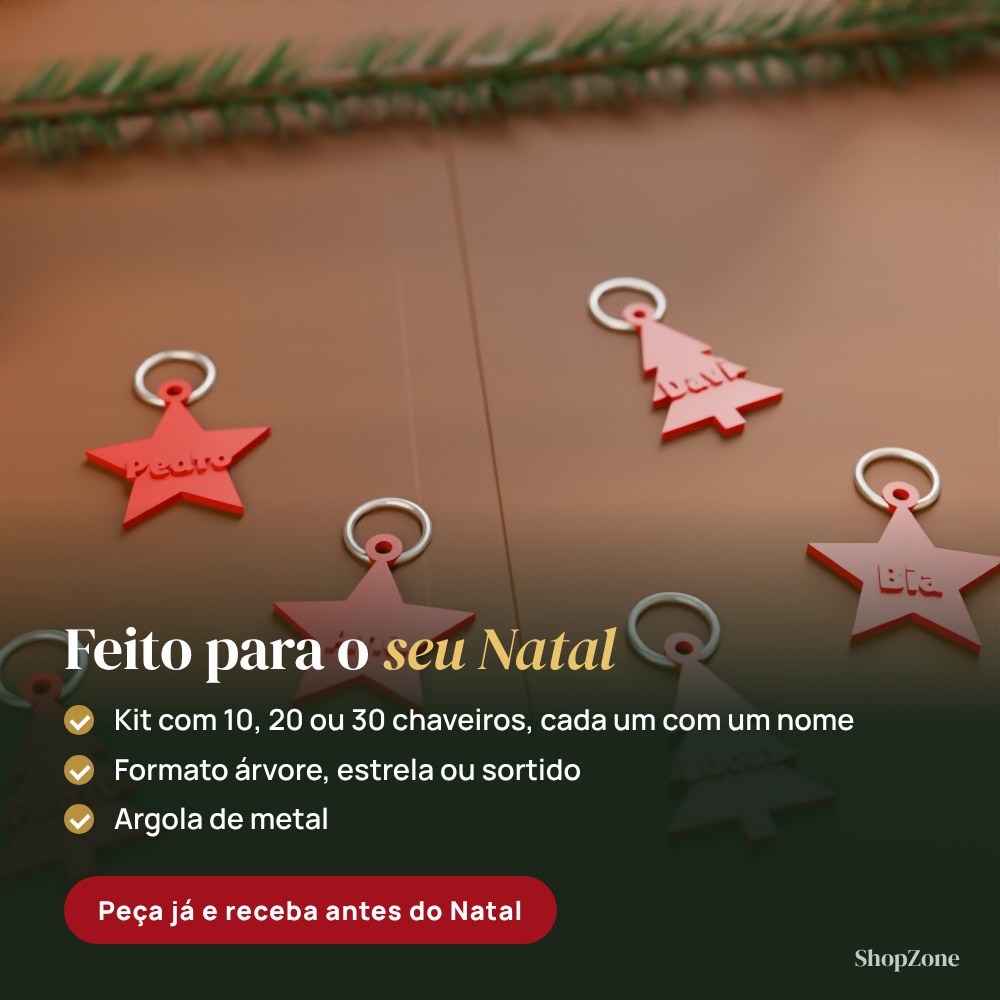 Davi
Pedro
Bia
Feito para o seu Natal
Kit com 10, 20 ou 30 chaveiros, cada um com um nome
Formato árvore, estrela ou sortido
Argola de metal
Peça já e receba antes do Natal
ShopZone